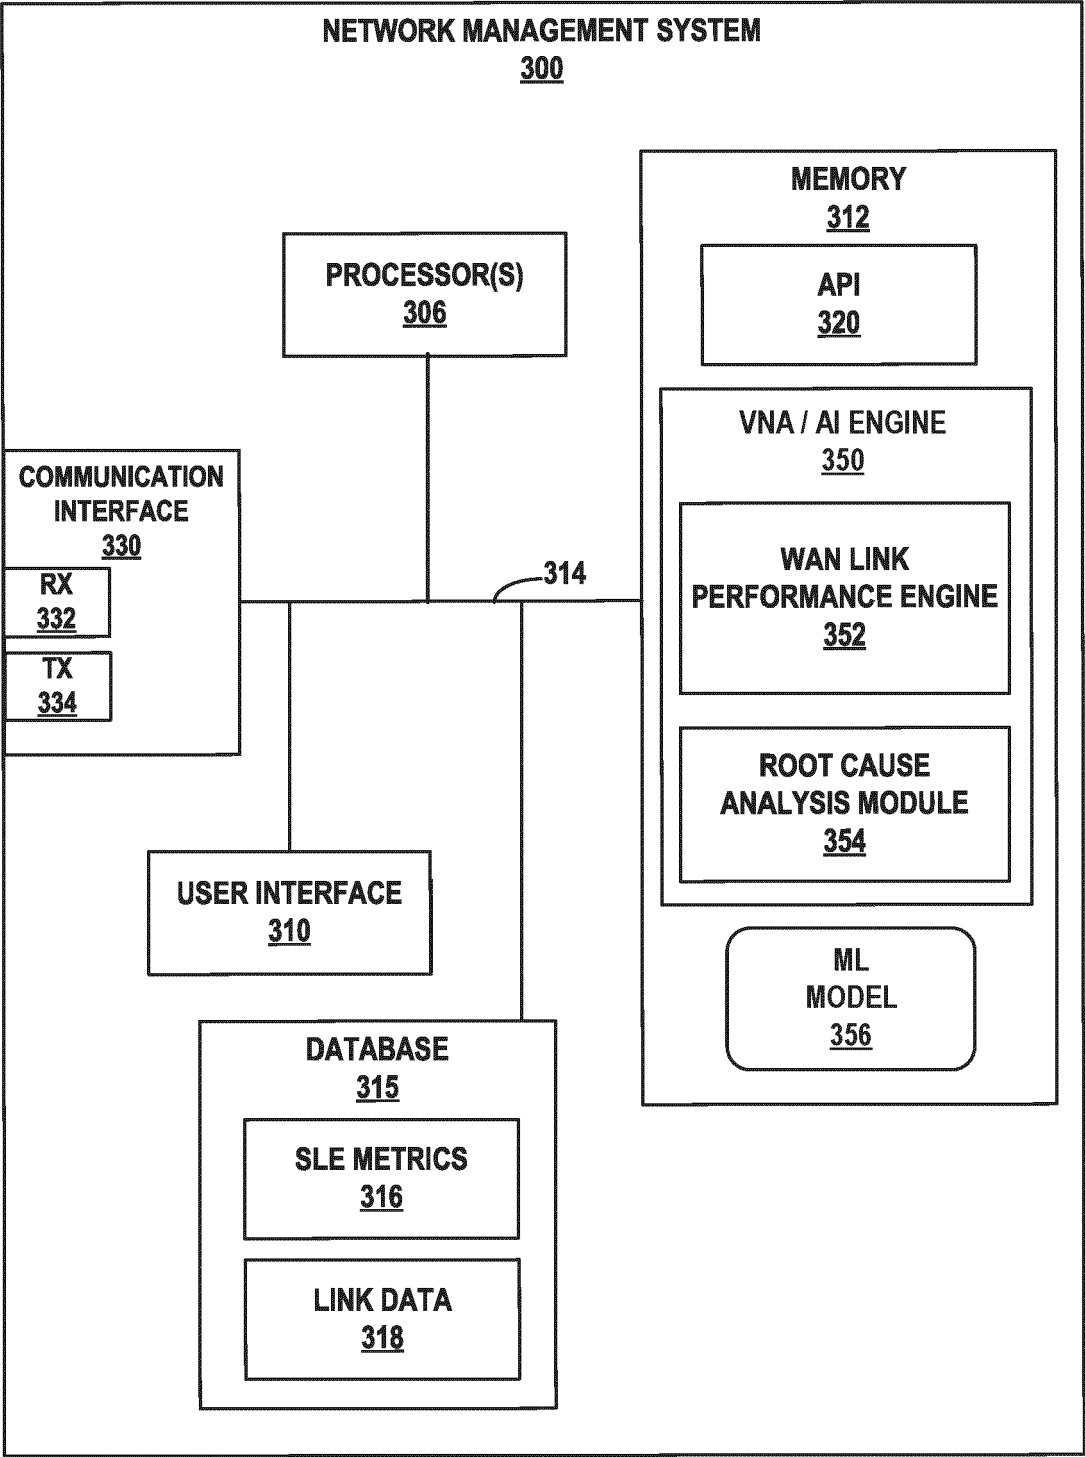 NETWORK MANAGEMENT SYSTEM
300
MEMORY
312
API
320
PROCESSOR(S)
306
VNA / AI ENGINE
350
WAN LINK
PERFORMANCE ENGINE
352
ROOT CAUSE
ANALYSIS MODULE
354
ML
MODEL
356
COMMUNICATION
INTERFACE
330
RX
332
TX
334
314
USER INTERFACE
310
DATABASE
315
SLE METRICS
316
LINK DATA
318